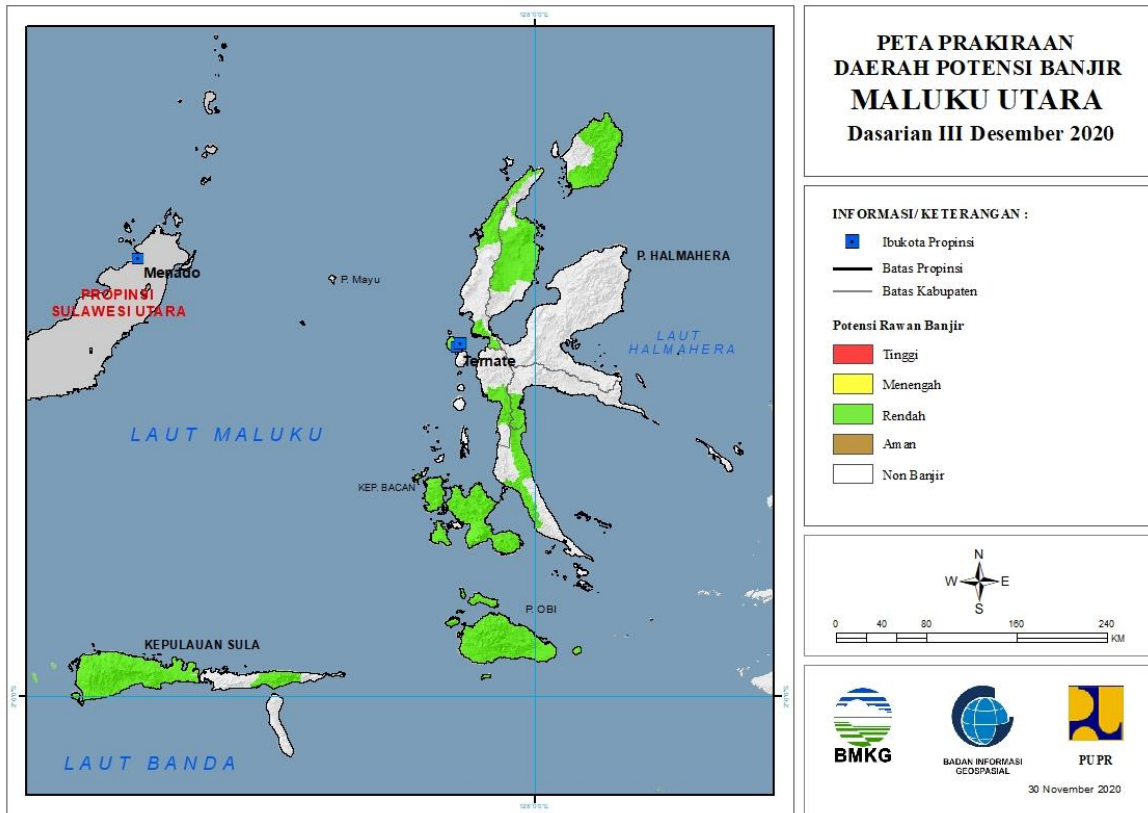 PETA PRAKIRAAN
DAERAH POTENSI BANJIR
MALUKU UTARA
Dasarian III Desember 2020
INFORMASI/ KETERANGAN :
Ibukota Propinsi
Batas Propinsi
Batas Kabupaten
Potensi Rawan Banjir
Tinggi
Menengah
Rendah
Aman
Non Banjir
N
W E
S
0 40 80 160 240
KM
BMKG
BADAN INFORMASI
GEOSPASIAL
PUPR
30 November 2020
Menado
PROPINSI
SULAWESI UTARA
P. Mayu
P. HALMAHERA
LAUT
HALMAHERA
Ternate
LAUT MALUKU
KEP. BACAN
P. OBI
KEPULAUAN SULA
LAUT BANDA